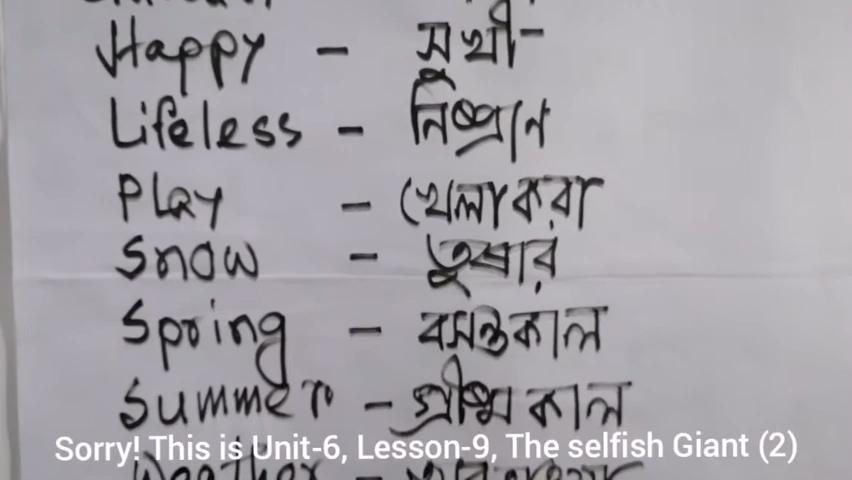 Happy - সুখী-
Lifeless - নিষ্প্রাণ
Play - খেলাকরা
Snow - তুষার
Spring - বসন্তকাল
Summer - গ্রীষ্মকাল
Sorry! This is Unit-6, Lesson-9, The selfish Giant (2)
Weather -